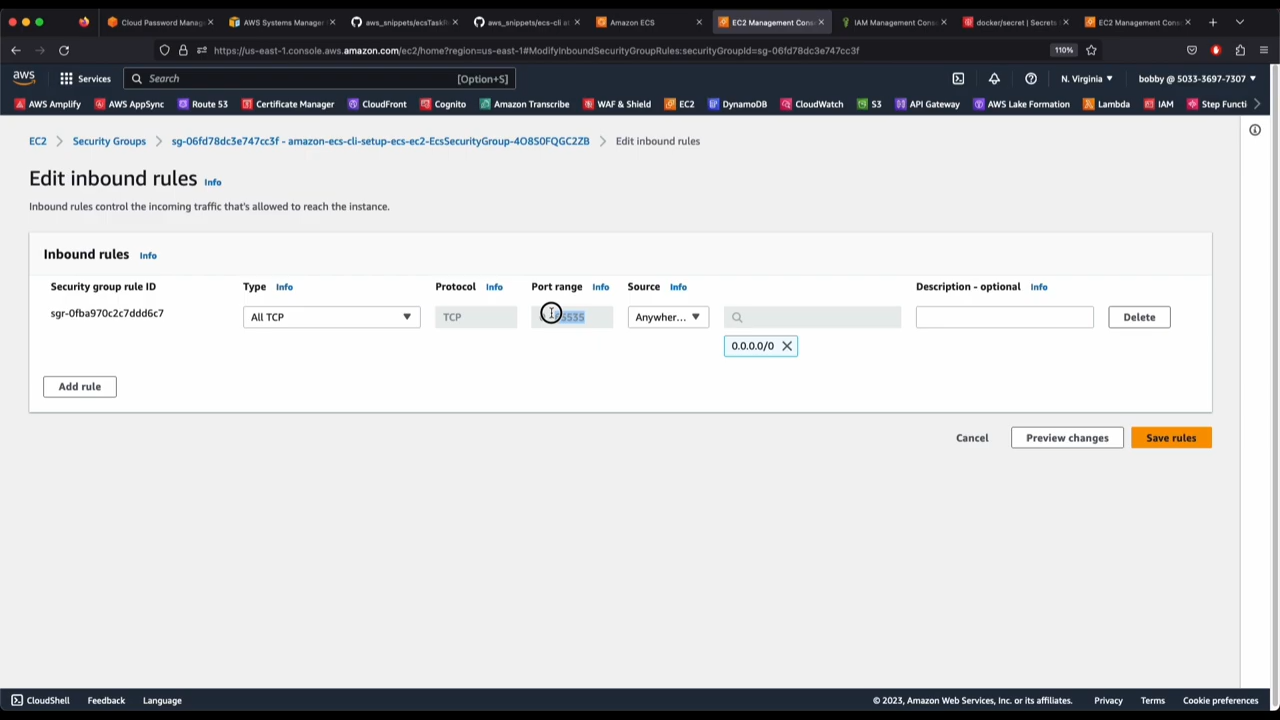 Cloud Password Manag
AWS Systems Manager
aws_snippets/ecsTaskf
aws_snippets/ecs-cli at
Amazon ECS
EC2 Management Cons
IAM Management Cons
docker/secret | Secrets
EC2 Management Cons
https://us-east-1.console.aws.amazon.com/ec2/home?region=us-east-1#ModifyInboundSecurityGroupRules:securityGroupId=sg-06fd78dc3e747cc3f
110%
aws
Services
Search
[Option+S]
N. Virginia
bobby @ 5033-3697-7307
AWS Amplify
AWS AppSync
Route 53
Certificate Manager
CloudFront
Cognito
Amazon Transcribe
WAF & Shield
EC2
DynamoDB
CloudWatch
S3
API Gateway
AWS Lake Formation
Lambda
IAM
Step Functi
EC2 > Security Groups > sg-06fd78dc3e747cc3f - amazon-ecs-cli-setup-ecs-ec2-EcsSecurityGroup-4O8S0FQGC2ZB > Edit inbound rules
Edit inbound rules Info
Inbound rules control the incoming traffic that's allowed to reach the instance.
Inbound rules Info
Security group rule ID
Type Info
Protocol Info
Port range Info
Source Info
Description - optional Info
sgr-0fba970c2c7ddd6c7
All TCP
TCP
Anywher...
Delete
0.0.0.0/0
Add rule
Cancel
Preview changes
Save rules
CloudShell
Feedback
Language
© 2023, Amazon Web Services, Inc. or its affiliates.
Privacy
Terms
Cookie preferences